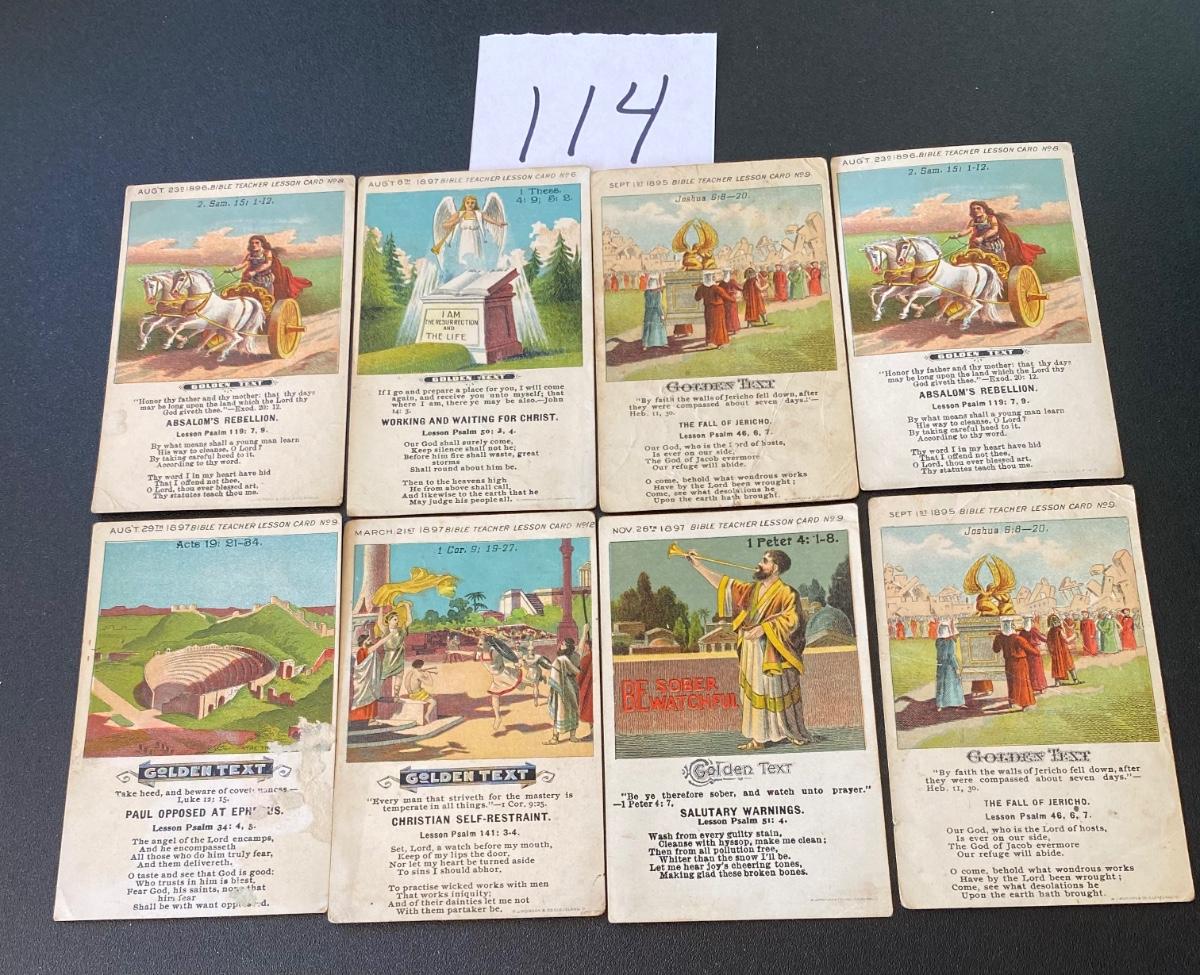 114
AUG'T. 23D 1896. BIBLE TEACHER LESSON CARD No 8.
2. Sam. 15: 1-12.
GOLDEN TEXT
"Honor thy father and thy mother: that thy days
may be long upon the land which the Lord thy
God giveth thee."—Exod. 20: 12.
ABSALOM'S REBELLION.
Lesson Psalm 119: 7, 9.
By what means shall a young man learn
His way to cleanse, O Lord?
By taking careful heed to it.
According to thy word.
Thy word I in my heart have hid
That I offend not thee,
O Lord, thou ever blessed art,
Thy statutes teach thou me.
AUG'T 8TH 1897 BIBLE TEACHER LESSON CARD No 6
1 Thess.
4: 9; 5: 2.
I AM
THE RESURRECTION
AND
THE LIFE
GOLDEN TEXT
If I go and prepare a place for you, I will come
again, and receive you unto myself; that
where I am, there ye may be also.—John
14: 3.
WORKING AND WAITING FOR CHRIST.
Lesson Psalm 50: 3, 4.
Our God shall surely come,
Keep silence shall not he;
Before him fire shall waste, great
storms
Shall round about him be.
Then to the heavens high
He from above shall call,
And likewise to the earth that he
May judge his people all.
SEPT 1ST 1895 BIBLE TEACHER LESSON CARD No 9.
Joshua 6:8—20.
GOLDEN TEXT
"By faith the walls of Jericho fell down, after
they were compassed about seven days."—
Heb. 11, 30.
THE FALL OF JERICHO.
Lesson Psalm 46, 6, 7.
Our God, who is the Lord of hosts,
Is ever on our side,
The God of Jacob evermore
Our refuge will abide.
O come, behold what wondrous works
Have by the Lord been wrought;
Come, see what desolations he
Upon the earth hath brought.
AUG'T. 23D 1896. BIBLE TEACHER LESSON CARD No 8.
2. Sam. 15: 1-12.
GOLDEN TEXT
"Honor thy father and thy mother: that thy days
may be long upon the land which the Lord thy
God giveth thee."—Exod. 20: 12.
ABSALOM'S REBELLION.
Lesson Psalm 119: 7, 9.
By what means shall a young man learn
His way to cleanse, O Lord?
By taking careful heed to it.
According to thy word.
Thy word I in my heart have hid
That I offend not thee,
O Lord, thou ever blessed art,
Thy statutes teach thou me.
AUG'T. 29TH 1897 BIBLE TEACHER LESSON CARD No 9.
Acts 19: 21-34.
GOLDEN TEXT
Take heed, and beware of
Luke 12: 15.
PAUL OPPOSED AT
Lesson Psalm 34: 4, 5.
The angel of the Lord encamps,
And he encompasseth
All those who do him truly fear,
And them delivereth.
O taste and see that God is good:
Who trusts in him is blest,
Fear God, his saints, none that
him fear
Shall be with want
MARCH 21ST 1897 BIBLE TEACHER LESSON CARD No 12
1 Cor. 9; 19-27.
GOLDEN TEXT
"Every man that striveth for the mastery is
temperate in all things."—1 Cor, 9:25.
CHRISTIAN SELF-RESTRAINT.
Lesson Psalm 141: 3-4.
Set, Lord, a watch before my mouth,
Keep of my lips the door,
Nor let my heart be turned aside
To sins I should abhor,
To practise wicked works with men
That works iniquity;
And of their dainties let me not
With them partaker be.
NOV. 28TH 1897 BIBLE TEACHER LESSON CARD No 9.
1 Peter 4: 1-8.
BE SOBER
BE WATCHFUL
Golden Text
"Be ye therefore sober, and watch unto prayer."
—1 Peter 4: 7,
SALUTARY WARNINGS.
Lesson Psalm 51: 4.
Wash from every guilty stain,
Cleanse with hyssop, make me clean;
Then from all pollution free,
Whiter than the snow I'll be.
Let me hear joy's cheering tones,
Making glad these broken bones.
SEPT 1ST 1895 BIBLE TEACHER LESSON CARD No 9.
Joshua 6:8—20.
GOLDEN TEXT
"By faith the walls of Jericho fell down, after
they were compassed about seven days."—
Heb. 11, 30.
THE FALL OF JERICHO.
Lesson Psalm 46, 6, 7.
Our God, who is the Lord of hosts,
Is ever on our side,
The God of Jacob evermore
Our refuge will abide.
O come, behold what wondrous works
Have by the Lord been wrought;
Come, see what desolations he
Upon the earth hath brought.